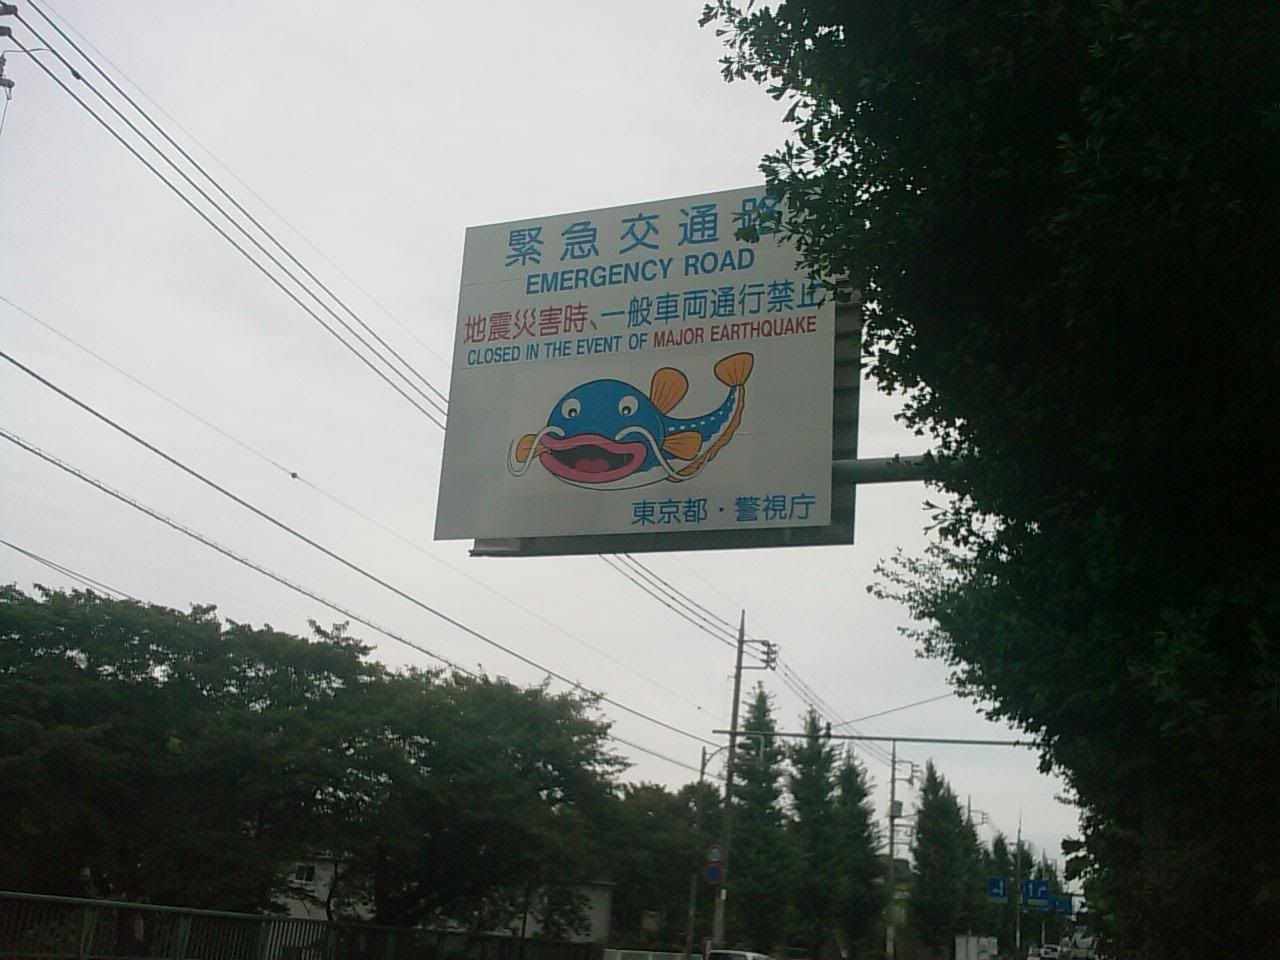 緊急交通路
EMERGENCY ROAD
地震災害時、一般車両通行禁止
CLOSED IN THE EVENT OF MAJOR EARTHQUAKE
東京都・警視庁